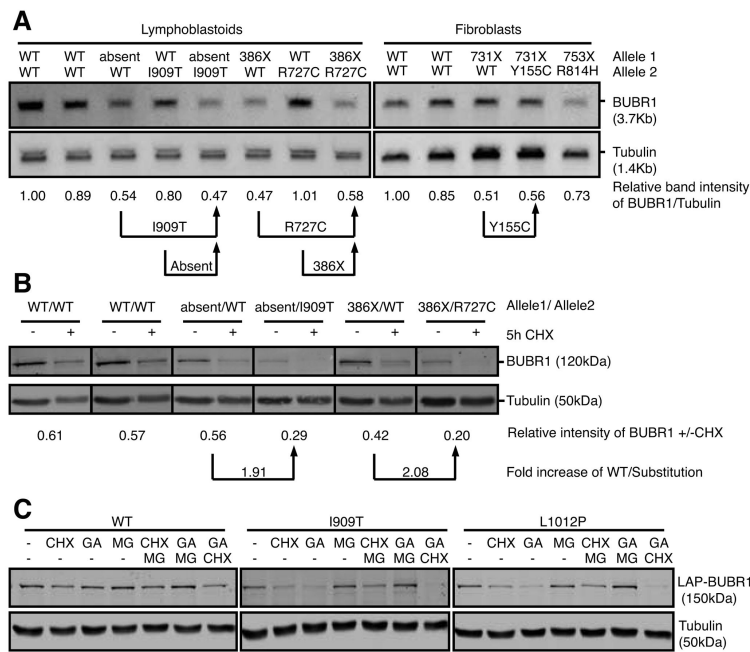 A
Lymphoblastoids
Fibroblasts
WT WT absent WT absent 386X WT 386X
WT WT 731X 731X 753X
Allele 1
WT WT WT I909T I909T WT R727C R727C
WT WT WT Y155C R814H
Allele 2
BUBR1
(3.7Kb)
Tubulin
(1.4Kb)
1.00 0.89 0.54 0.80 0.47 0.47 1.01 0.58
1.00 0.85 0.51 0.56 0.73
Relative band intensity
of BUBR1/Tubulin
I909T
R727C
Y155C
Absent
386X
B
WT/WT WT/WT absent/WT absent/I909T 386X/WT 386X/R727C
Allele1/ Allele2
- + - + - + - + - + - +
5h CHX
BUBR1 (120kDa)
Tubulin (50kDa)
0.61 0.57 0.56 0.29 0.42 0.20
Relative intensity of BUBR1 +/-CHX
1.91
2.08
Fold increase of WT/Substitution
C
WT
I909T
L1012P
- CHX GA MG CHX GA GA
- CHX GA MG CHX GA GA
- CHX GA MG CHX GA GA
- - - - MG MG CHX
- - - - MG MG CHX
- - - - MG MG CHX
LAP-BUBR1
(150kDa)
Tubulin
(50kDa)